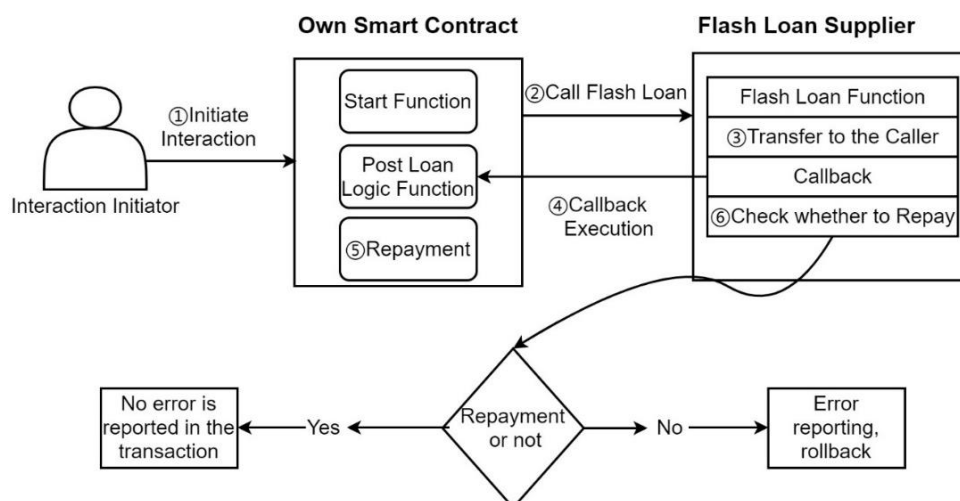 Own Smart Contract
Flash Loan Supplier
①Initiate
Interaction
Interaction Initiator
Start Function
Post Loan
Logic Function
⑤Repayment
②Call Flash Loan
④Callback
Execution
Flash Loan Function
③Transfer to the Caller
Callback
⑥Check whether to Repay
Repayment
or not
Yes
No error is
reported in the
transaction
No
Error
reporting,
rollback